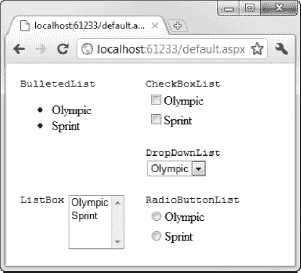 localhost:61233/default.a...
localhost:61233/default.aspx
BulletedList
CheckBoxList
Olympic
Sprint
Olympic
Sprint
DropDownList
Olympic
ListBox
Olympic
Sprint
RadioButtonList
Olympic
Sprint